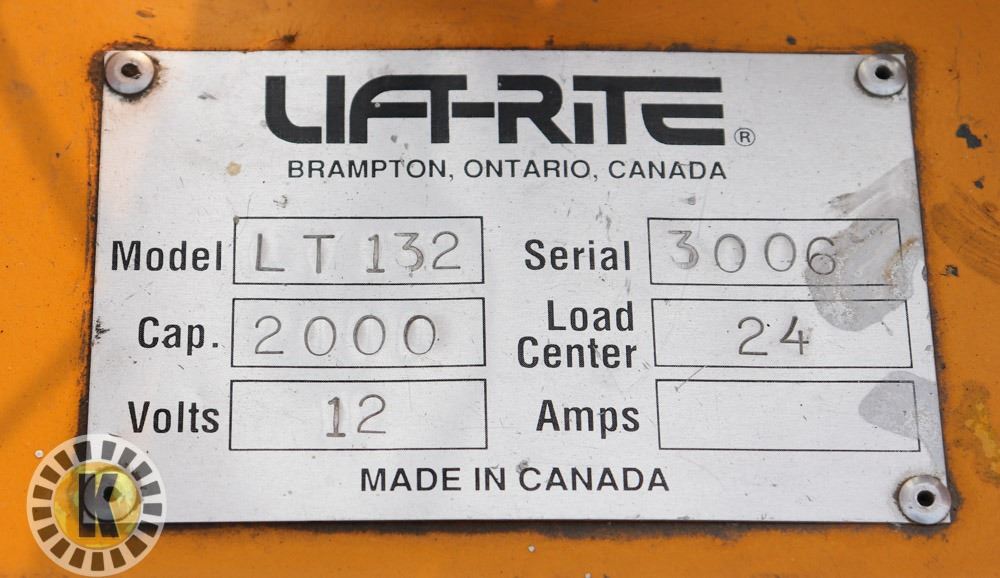 LIFT-RITE ®
BRAMPTON, ONTARIO, CANADA
Model LT 132 Serial 3006
Cap. 2000 Load Center 24
Volts 12 Amps
MADE IN CANADA
K